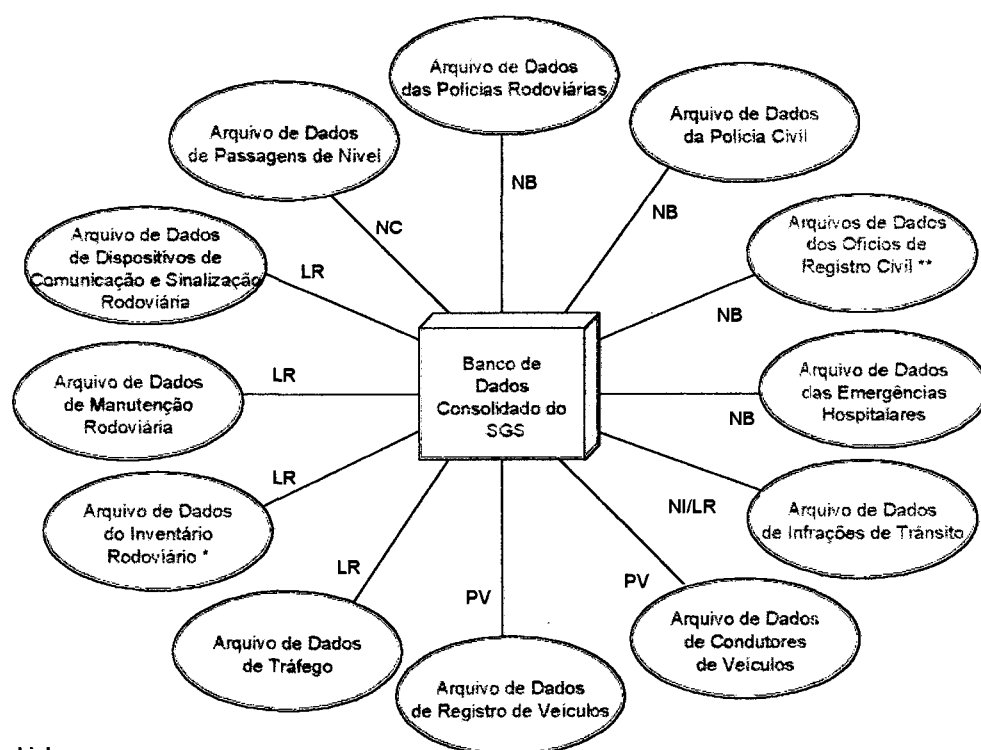 Arquivo de Dados
das Polícias Rodoviárias
Arquivo de Dados
da Polícia Civil
Arquivo de Dados
de Passagens de Nível
NB
NB
NC
Arquivos de Dados
dos Ofícios de
Registro Civil **
NB
Arquivo de Dados
de Dispositivos de
Comunicação e Sinalização
Rodoviária
LR
Banco de
Dados
Consolidado do
SGS
Arquivo de Dados
de Manutenção
Rodoviária
LR
Arquivo de Dados
das Emergências
Hospitalares
NB
Arquivo de Dados
do Inventário
Rodoviário *
LR
NI/LR
Arquivo de Dados
de Infrações de Trânsito
LR
PV
PV
Arquivo de Dados
de Tráfego
Arquivo de Dados
de Registro de Veículos
Arquivo de Dados
de Condutores
de Veículos